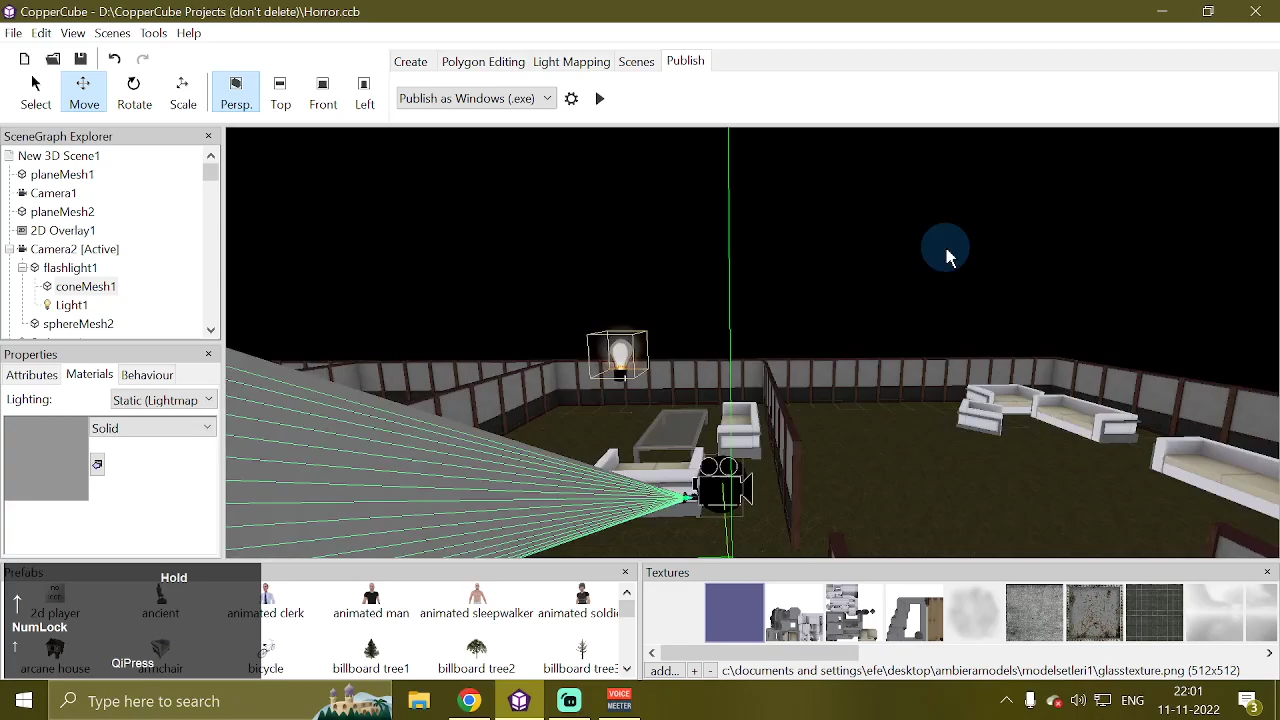 CopperCube - D:\CopperCube Projects (don't delete)\Horror.ccb
File Edit View Scenes Tools Help
Create Polygon Editing Light Mapping Scenes Publish
Select Move Rotate Scale Persp. Top Front Left
Publish as Windows (.exe)
SceneGraph Explorer
New 3D Scene1
planeMesh1
Camera1
planeMesh2
2D Overlay1
Camera2 [Active]
flashlight1
coneMesh1
Light1
sphereMesh2
Properties
Attributes Materials Behaviour
Lighting: Static (Lightmap
Solid
Prefabs
Textures
Hold
NumLock
QiPress
2d player ancient animated clerk animated man animated sleepwalker animated soldi
arcane house armchair bicycle billboard tree1 billboard tree2 billboard tree3
add... + - c:\documents and settings\efe\desktop\ambieramodels\modelsetleri1\glasstexture.png (512x512)
Type here to search
VOICE
MEETER
ENG
22:01
11-11-2022
3